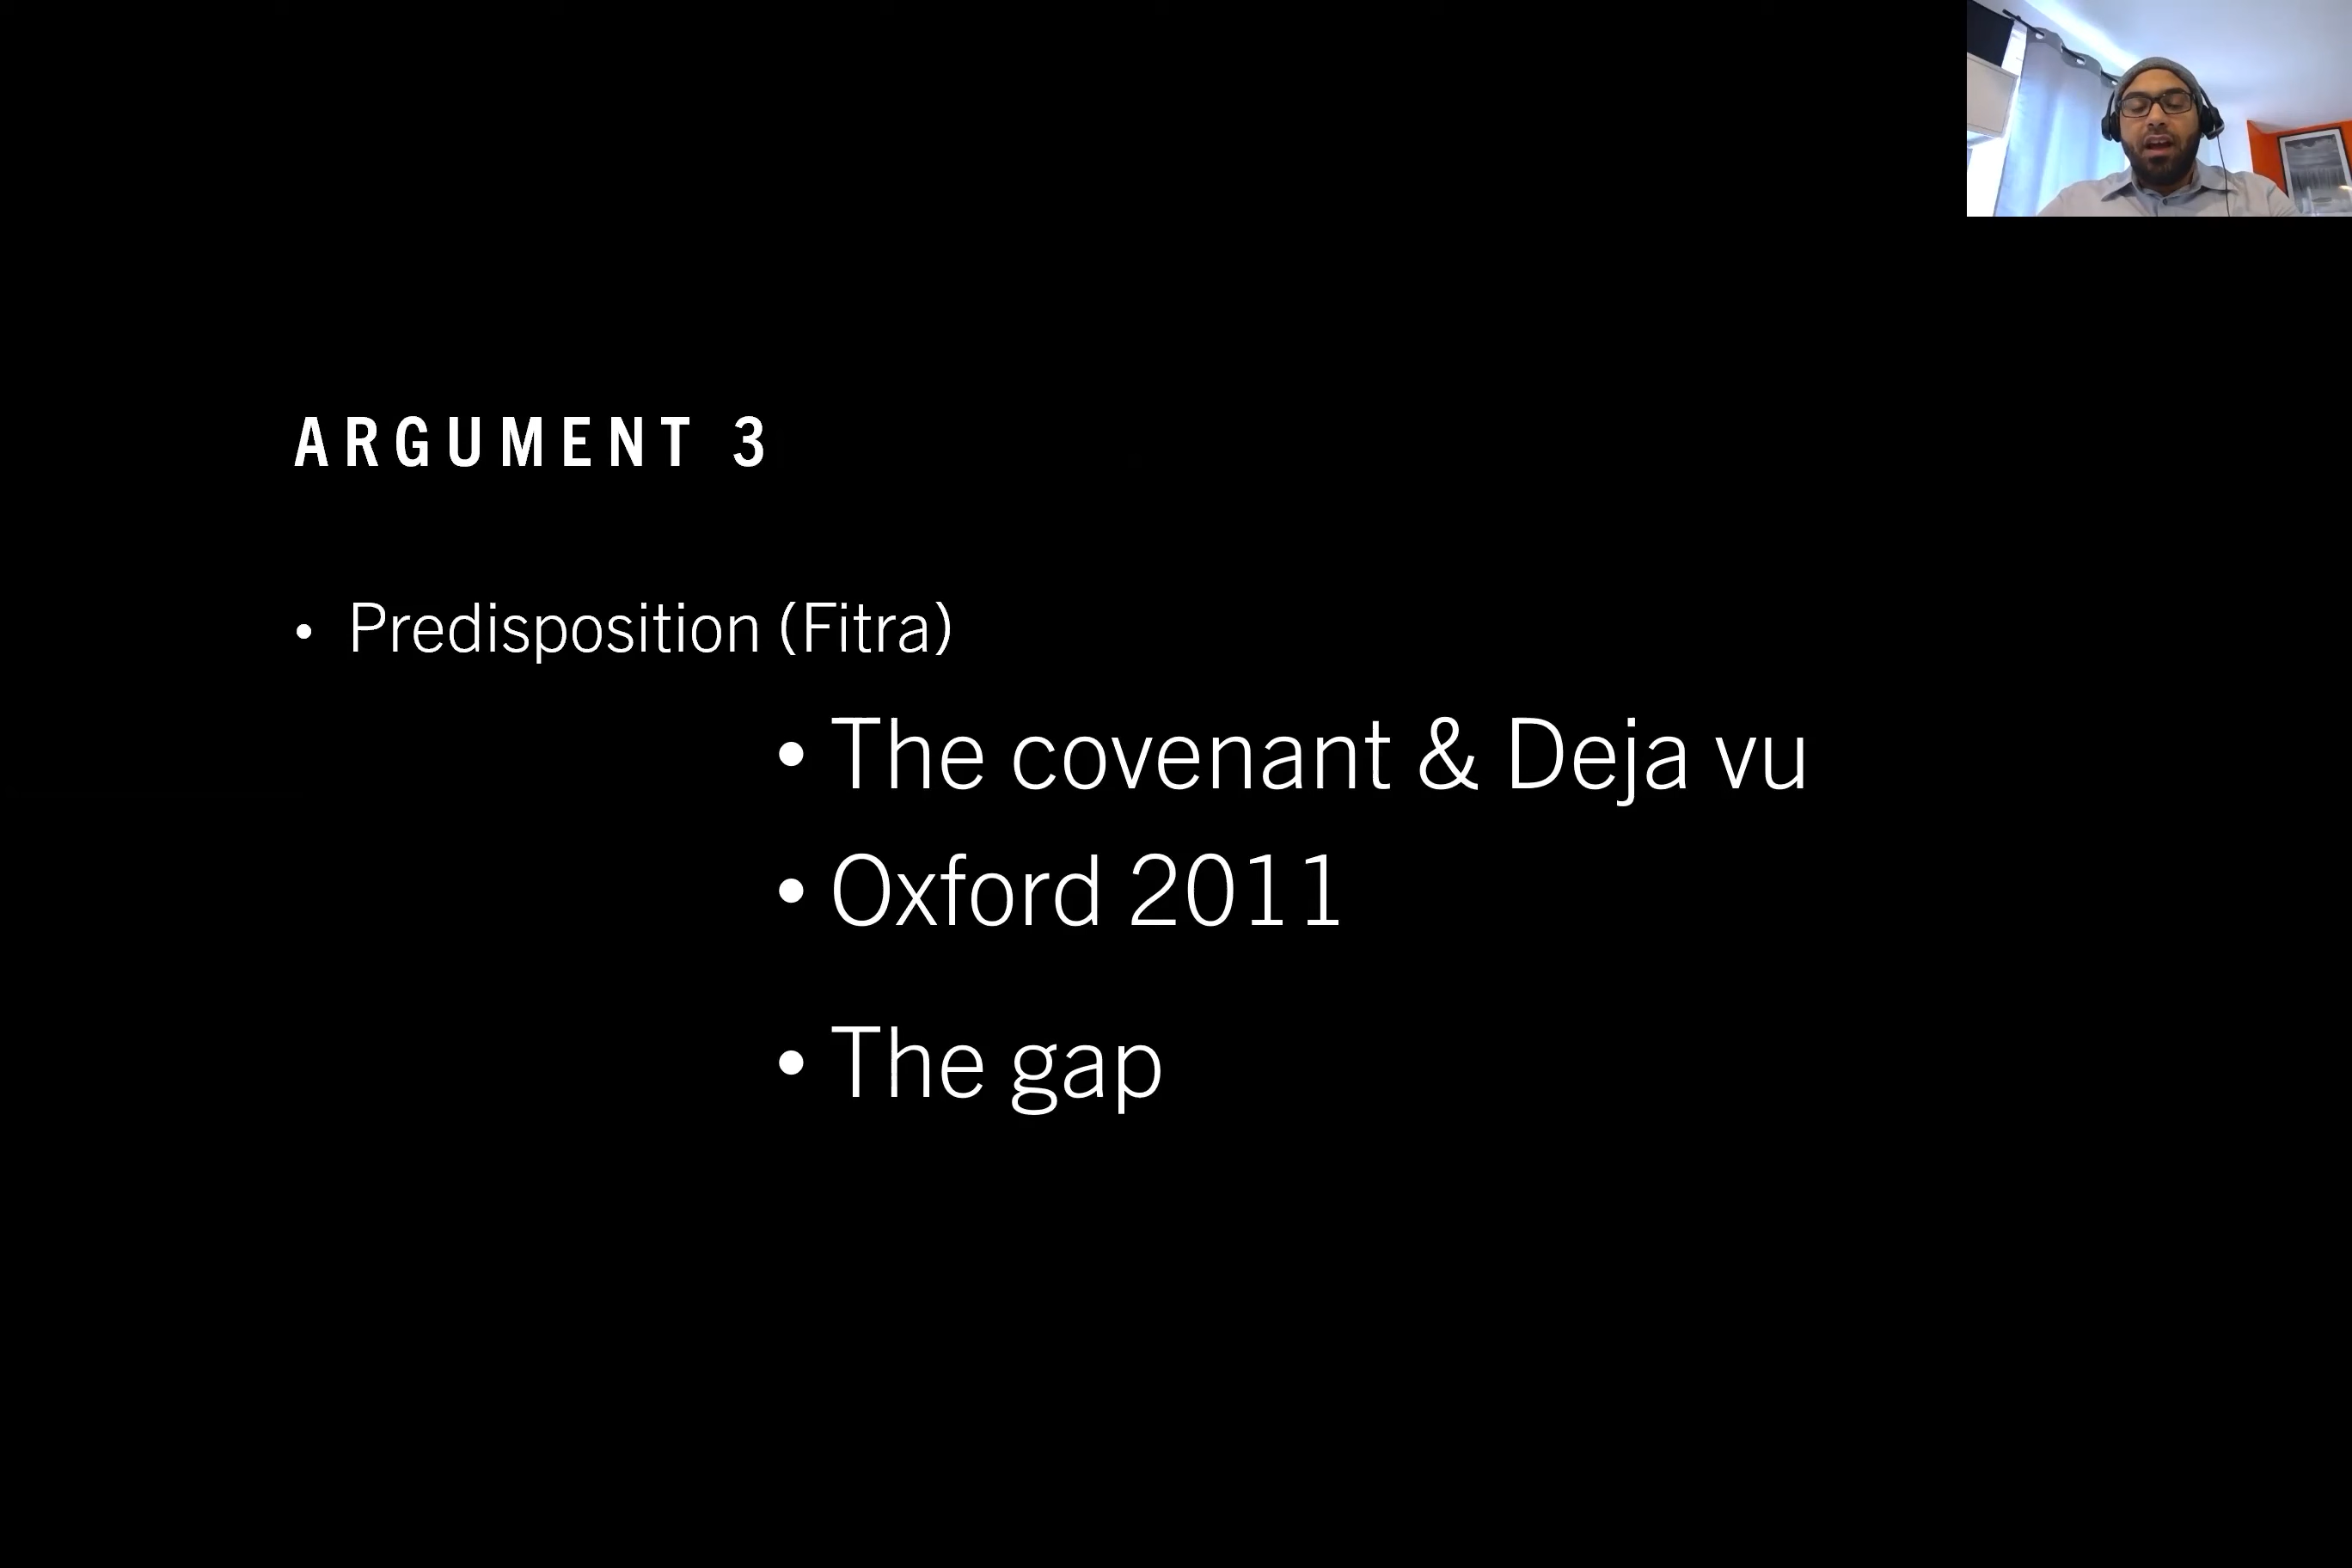 ARGUMENT 3
• Predisposition (Fitra)
• The covenant & Deja vu
• Oxford 2011
• The gap